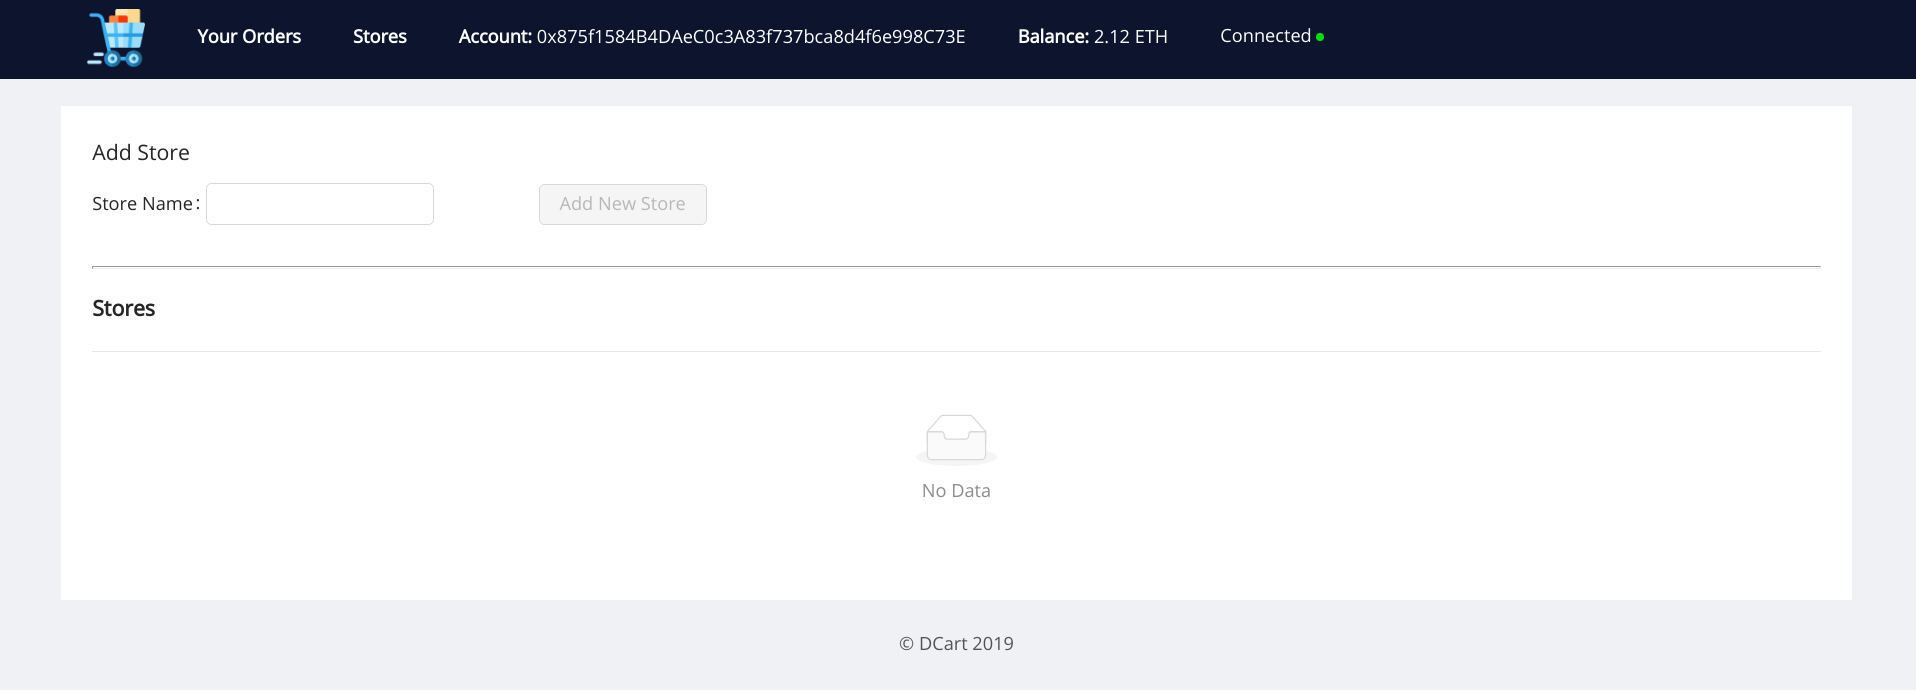 Your Orders Stores Account: 0x875f1584B4DAeC0c3A83f737bca8d4f6e998C73E Balance: 2.12 ETH Connected
Add Store
Store Name: Add New Store
Stores
No Data
© DCart 2019